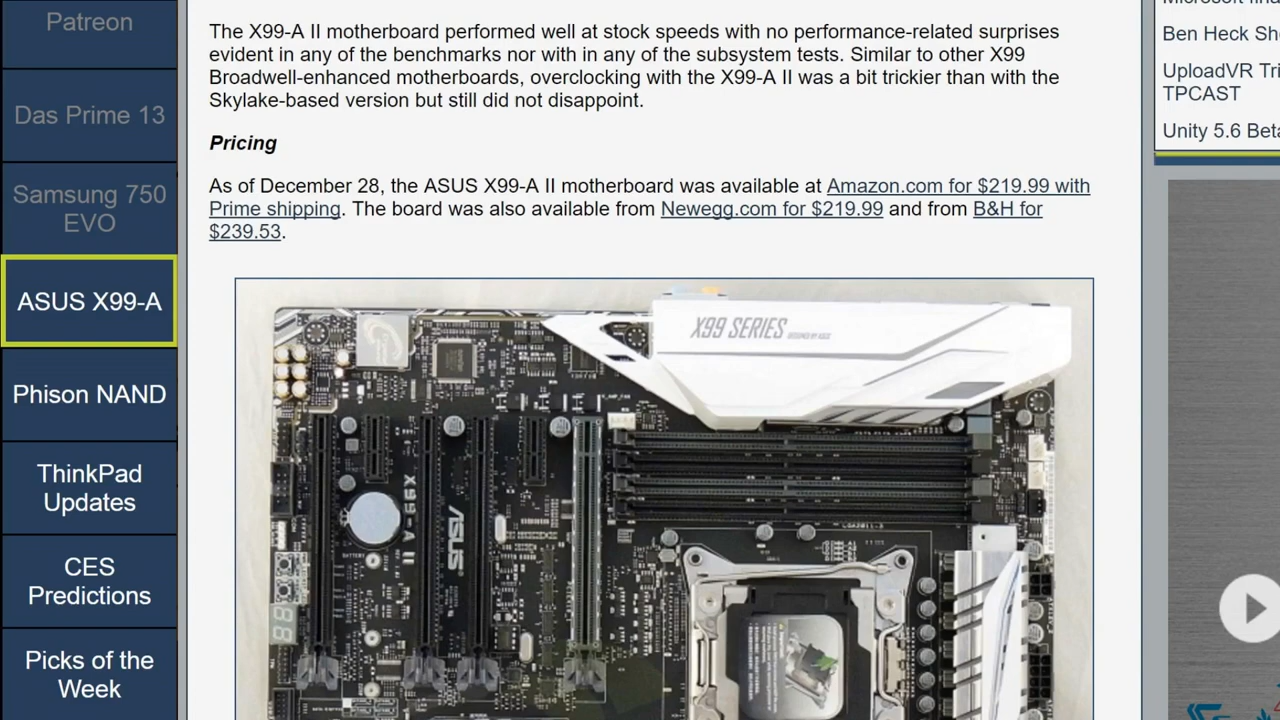 Patreon
Das Prime 13
Samsung 750
EVO
ASUS X99-A
Phison NAND
ThinkPad
Updates
CES
Predictions
Picks of the
Week
The X99-A II motherboard performed well at stock speeds with no performance-related surprises
evident in any of the benchmarks nor with in any of the subsystem tests. Similar to other X99
Broadwell-enhanced motherboards, overclocking with the X99-A II was a bit trickier than with the
Skylake-based version but still did not disappoint.
Pricing
As of December 28, the ASUS X99-A II motherboard was available at Amazon.com for $219.99 with
Prime shipping. The board was also available from Newegg.com for $219.99 and from B&H for
$239.53.
X99 SERIES
X99-A II
ASUS
LGA2011-3
BATTERY
Ben Heck Sh
UploadVR Tri
TPCAST
Unity 5.6 Beta